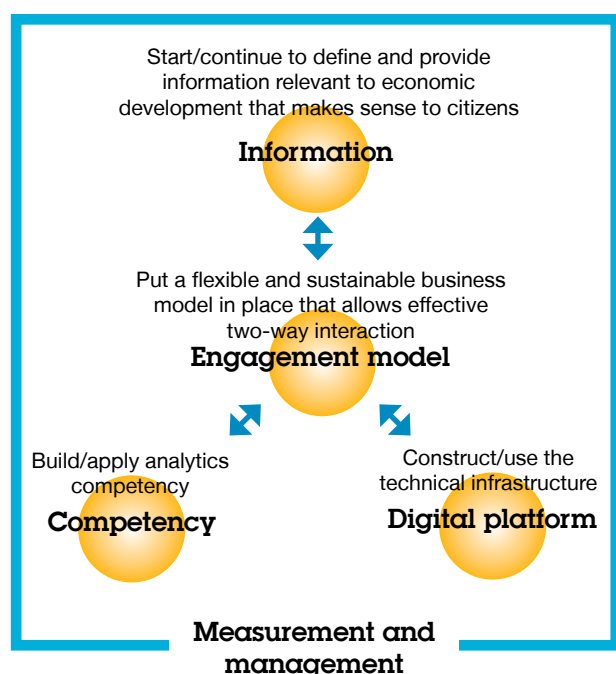 Start/continue to define and provide
information relevant to economic
development that makes sense to citizens
Information
Put a flexible and sustainable business
model in place that allows effective
two-way interaction
Engagement model
Build/apply analytics
competency
Competency
Construct/use the
technical infrastructure
Digital platform
Measurement and
management